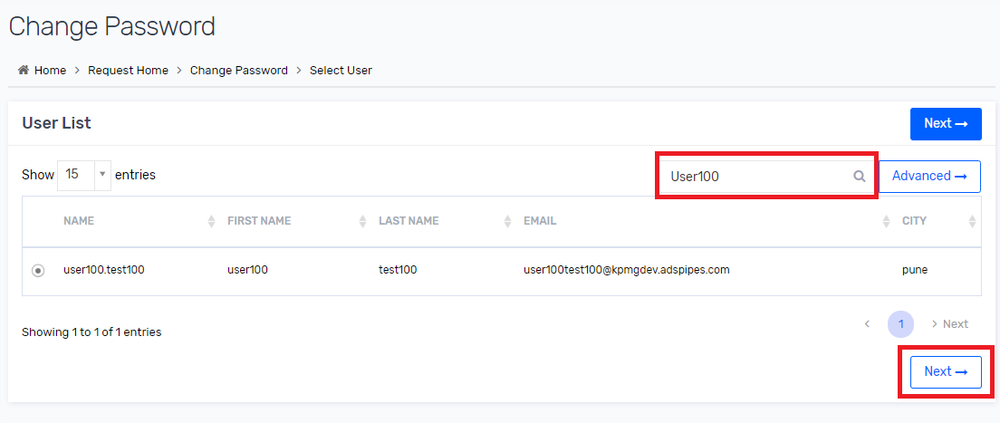 Change Password
Home > Request Home > Change Password > Select User
User List
Next →
Show 15 entries
User100
Advanced →
NAME FIRST NAME LAST NAME EMAIL CITY
user100.test100 user100 test100 user100test100@kpmgdev.adspipes.com pune
Showing 1 to 1 of 1 entries
< 1 > Next
Next →